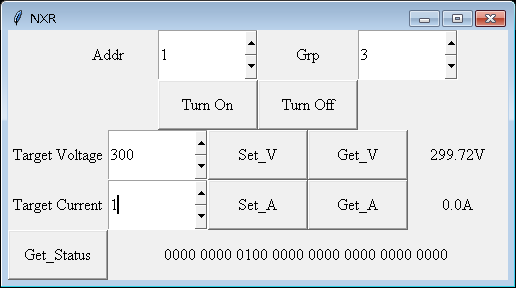 NXR
Addr 1 Grp 3
Turn On Turn Off
Target Voltage 300 Set_V Get_V 299.72V
Target Current 1 Set_A Get_A 0.0A
Get_Status 0000 0000 0100 0000 0000 0000 0000 0000